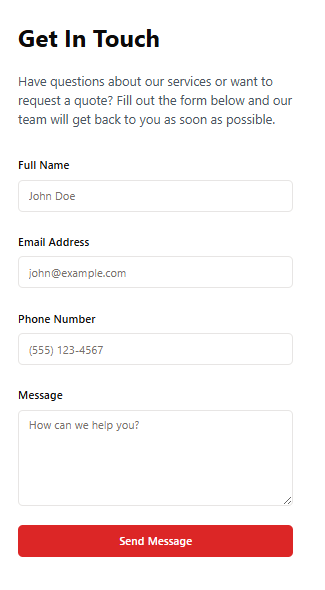 Get In Touch
Have questions about our services or want to
request a quote? Fill out the form below and our
team will get back to you as soon as possible.
Full Name
John Doe
Email Address
john@example.com
Phone Number
(555) 123-4567
Message
How can we help you?
Send Message